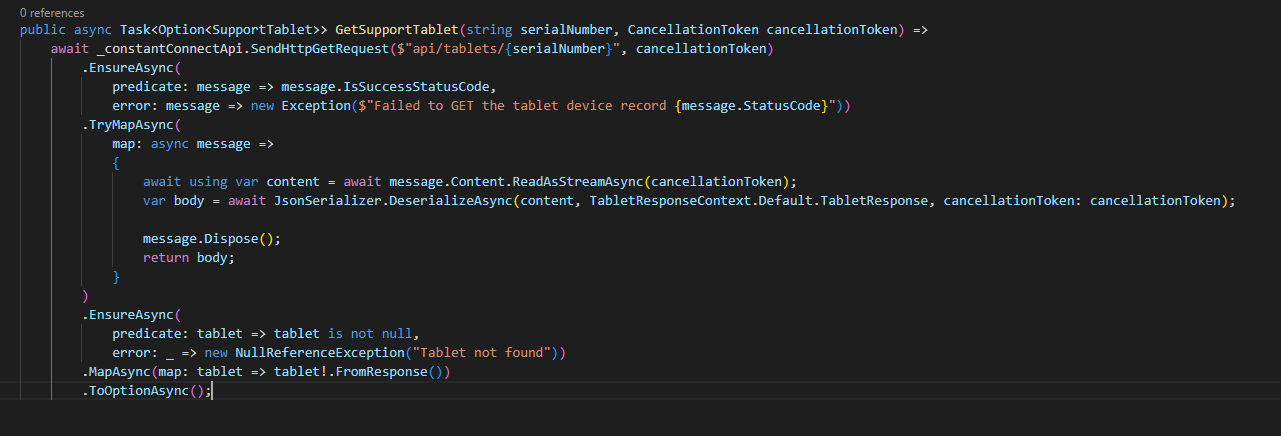 0 references
public async Task<Option<SupportTablet>> GetSupportTablet(string serialNumber, CancellationToken cancellationToken) =>
await _constantConnectApi.SendHttpGetRequest($"api/tablets/{serialNumber}", cancellationToken)
.EnsureAsync(
predicate: message => message.IsSuccessStatusCode,
error: message => new Exception($"Failed to GET the tablet device record {message.StatusCode}"))
.TryMapAsync(
map: async message =>
{
await using var content = await message.Content.ReadAsStreamAsync(cancellationToken);
var body = await JsonSerializer.DeserializeAsync(content, TabletResponseContext.Default.TabletResponse, cancellationToken: cancellationToken);
message.Dispose();
return body;
}
)
.EnsureAsync(
predicate: tablet => tablet is not null,
error: _ => new NullReferenceException("Tablet not found"))
.MapAsync(map: tablet => tablet!.FromResponse())
.ToOptionAsync();